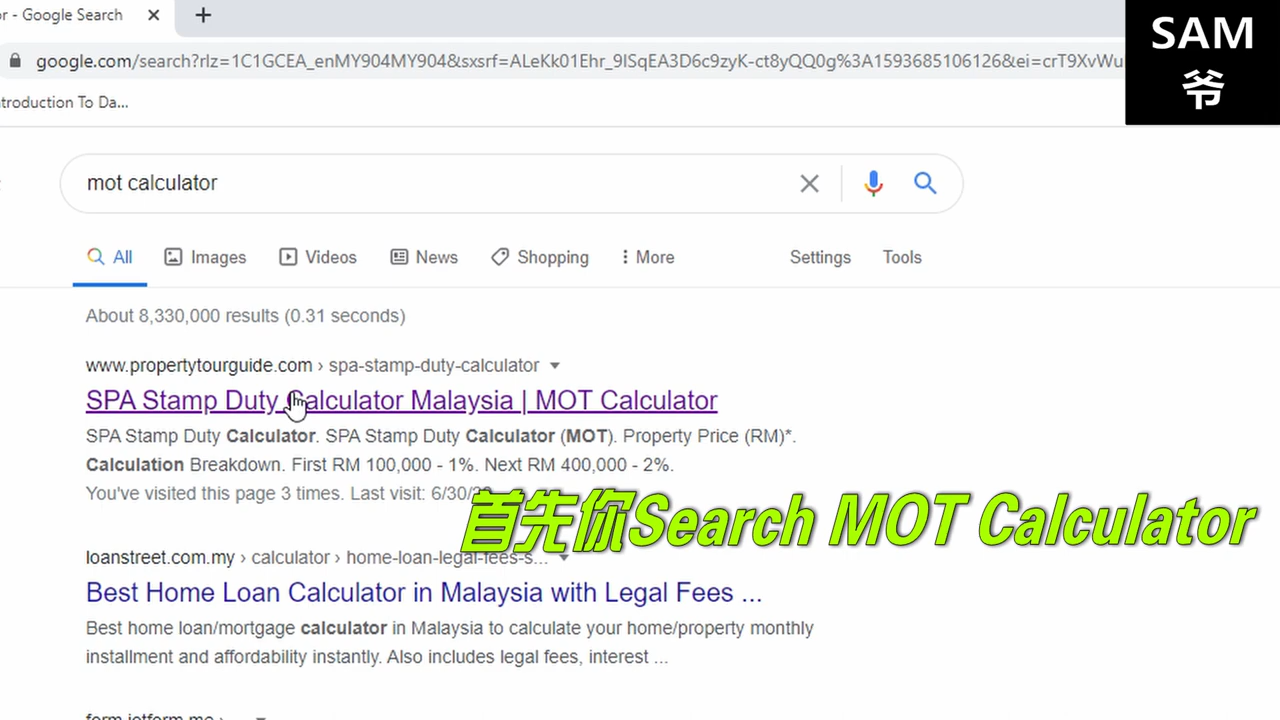 or - Google Search
SAM
爷
google.com/search?rlz=1C1GCEA_enMY904MY904&sxsrf=ALeKk01Ehr_9ISqEA3D6c9zyK-ct8yQQ0g%3A1593685106126&ei=crT9XvWu
ntroduction To Da...
mot calculator
All Images Videos News Shopping More Settings Tools
About 8,330,000 results (0.31 seconds)
www.propertytourguide.com › spa-stamp-duty-calculator
SPA Stamp Duty Calculator Malaysia | MOT Calculator
SPA Stamp Duty Calculator. SPA Stamp Duty Calculator (MOT). Property Price (RM)*.
Calculation Breakdown. First RM 100,000 - 1%. Next RM 400,000 - 2%.
You've visited this page 3 times. Last visit:
首先你Search MOT Calculator
loanstreet.com.my › calculator › home-loan-legal-fees-s...
Best Home Loan Calculator in Malaysia with Legal Fees ...
Best home loan/mortgage calculator in Malaysia to calculate your home/property monthly
installment and affordability instantly. Also includes legal fees, interest ...